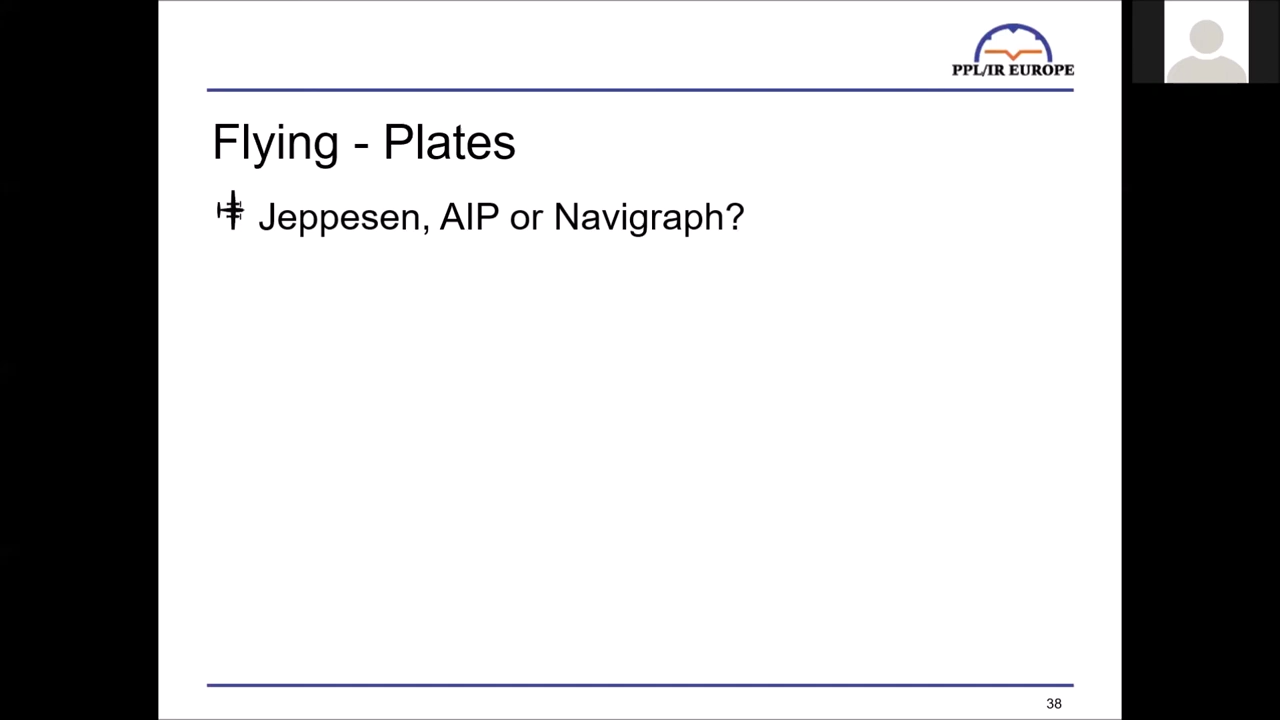 PPL/IR EUROPE
Flying - Plates
Jeppesen, AIP or Navigraph?
38